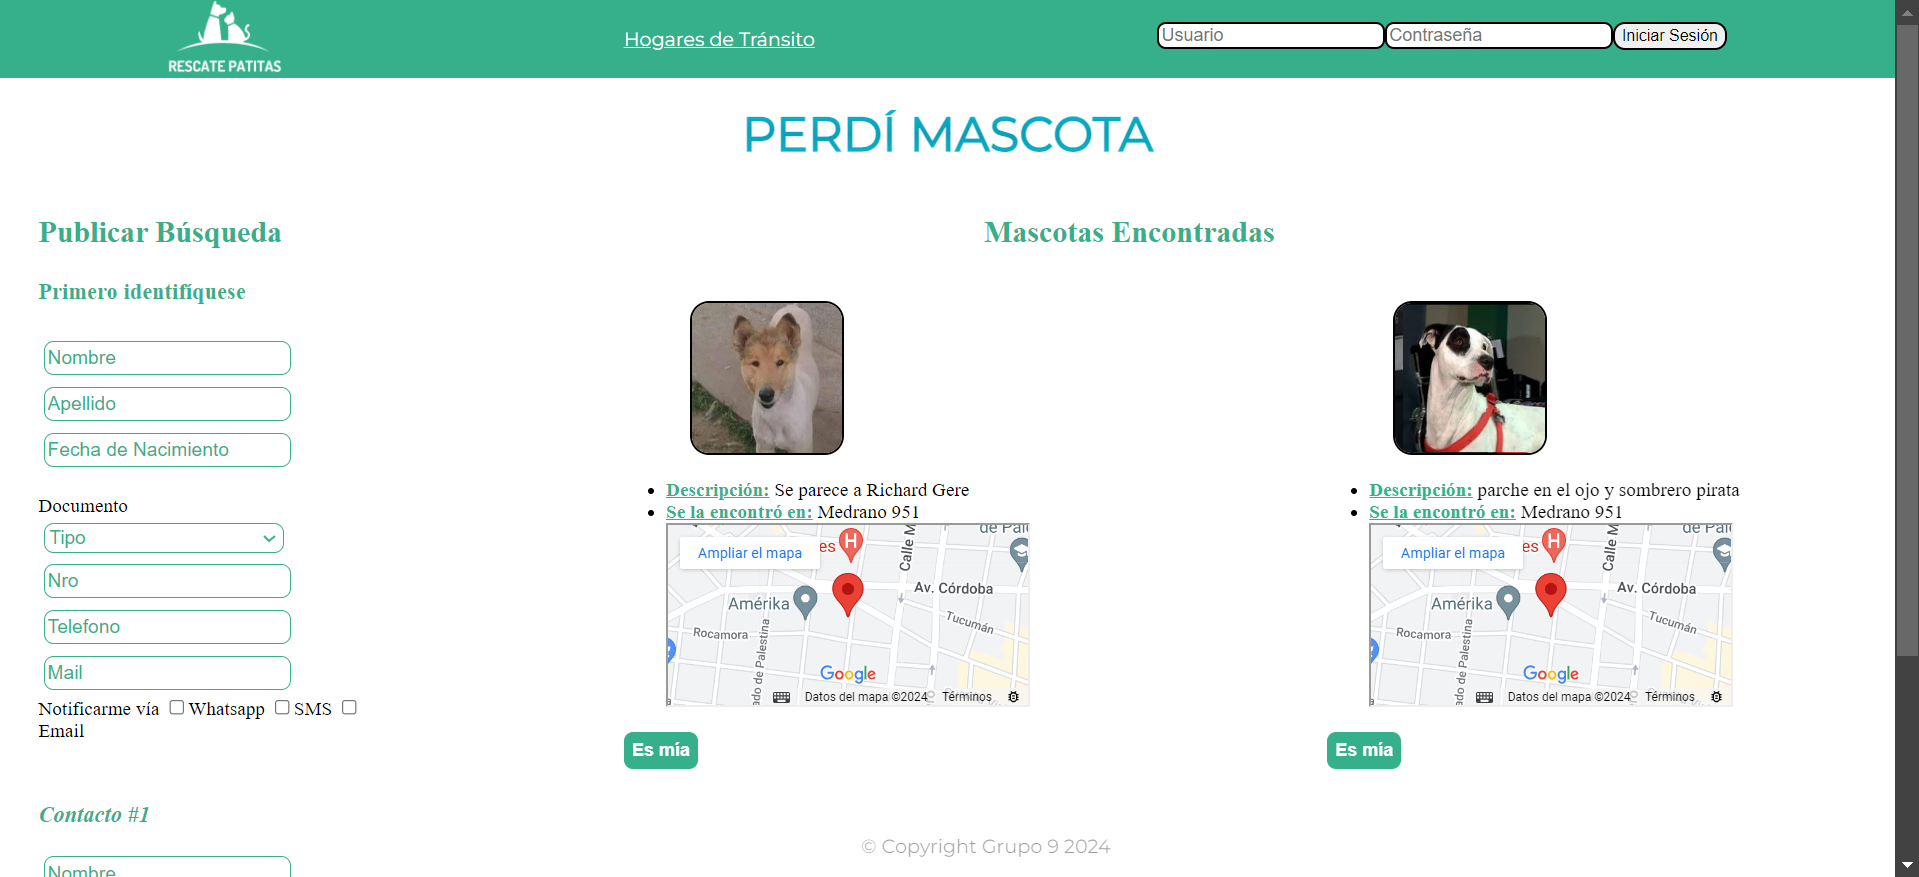 RESCATE PATITAS
Hogares de Tránsito
Usuario
Contraseña
Iniciar Sesión
PERDÍ MASCOTA
Publicar Búsqueda
Primero identifíquese
Nombre
Apellido
Fecha de Nacimiento
Documento
Tipo
Nro
Telefono
Mail
Notificarme vía Whatsapp SMS
Email
Contacto #1
Nombre
Mascotas Encontradas
Descripción: Se parece a Richard Gere
Se la encontró en: Medrano 951
Ampliar el mapa
es
H
Calle M
de Pale
Av. Córdoba
Amérika
Tucumán
Rocamora
ado de Palestina
Google
Datos del mapa ©2024
Términos
Es mía
Descripción: parche en el ojo y sombrero pirata
Se la encontró en: Medrano 951
Ampliar el mapa
es
H
Calle M
de Pale
Av. Córdoba
Amérika
Tucumán
Rocamora
ado de Palestina
Google
Datos del mapa ©2024
Términos
Es mía
© Copyright Grupo 9 2024